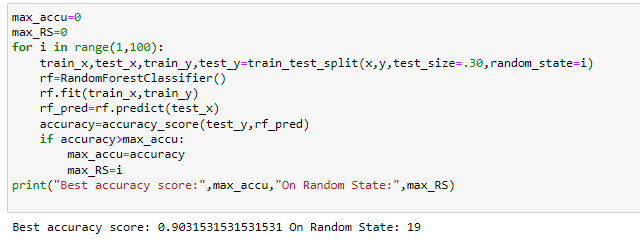 max_accu=0
max_RS=0
for i in range(1,100):
    train_x,test_x,train_y,test_y=train_test_split(x,y,test_size=.30,random_state=i)
    rf=RandomForestClassifier()
    rf.fit(train_x,train_y)
    rf_pred=rf.predict(test_x)
    accuracy=accuracy_score(test_y,rf_pred)
    if accuracy>max_accu:
        max_accu=accuracy
        max_RS=i
print("Best accuracy score:",max_accu,"On Random State:",max_RS)
Best accuracy score: 0.9031531531531531 On Random State: 19